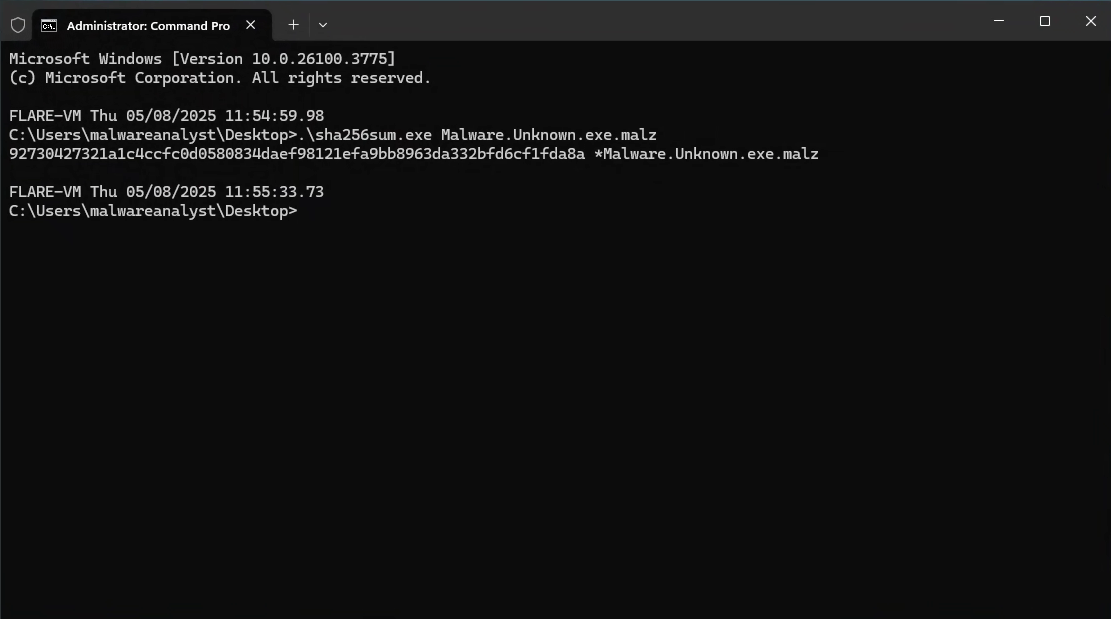 Administrator: Command Pro
Microsoft Windows [Version 10.0.26100.3775]
(c) Microsoft Corporation. All rights reserved.
FLARE-VM Thu 05/08/2025 11:54:59.98
C:\Users\malwareanalyst\Desktop>.\sha256sum.exe Malware.Unknown.exe.malz
92730427321a1c4ccfc0d0580834daef98121efa9bb8963da332bfd6cf1fda8a *Malware.Unknown.exe.malz
FLARE-VM Thu 05/08/2025 11:55:33.73
C:\Users\malwareanalyst\Desktop>